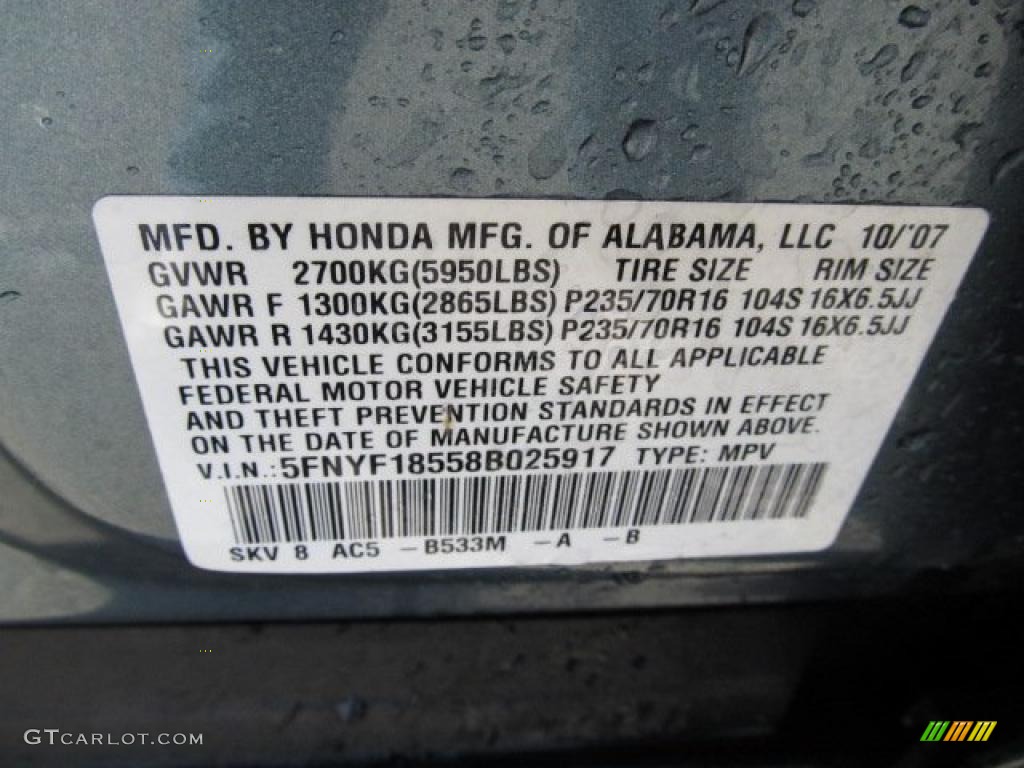 MFD. BY HONDA MFG. OF ALABAMA, LLC 10/'07
GVWR 2700KG(5950LBS) TIRE SIZE RIM SIZE
GAWR F 1300KG(2865LBS) P235/70R16 104S 16X6.5JJ
GAWR R 1430KG(3155LBS) P235/70R16 104S 16X6.5JJ
THIS VEHICLE CONFORMS TO ALL APPLICABLE
FEDERAL MOTOR VEHICLE SAFETY
AND THEFT PREVENTION STANDARDS IN EFFECT
ON THE DATE OF MANUFACTURE SHOWN ABOVE.
V.I.N.: 5FNYF18558B025917 TYPE: MPV
SKV 8 AC5 -B533M -A -B
GTCARLOT.COM